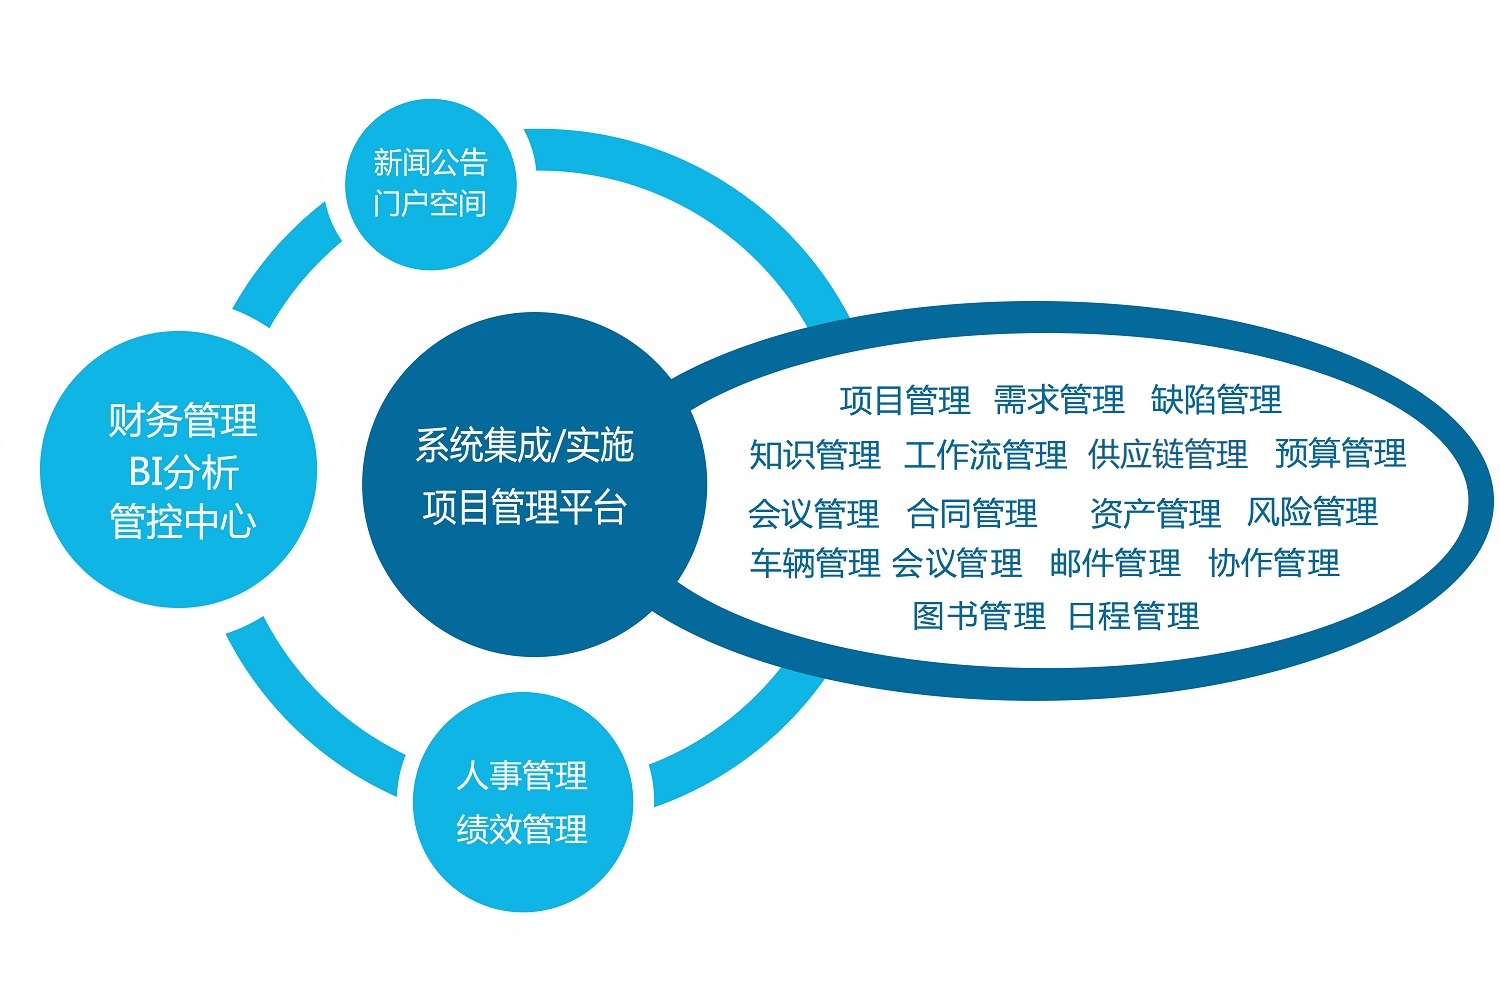 新闻公告
门户空间
财务管理
BI分析
管控中心
系统集成/实施
项目管理平台
项目管理 需求管理 缺陷管理
知识管理 工作流管理 供应链管理 预算管理
会议管理 合同管理 资产管理 风险管理
车辆管理 会议管理 邮件管理 协作管理
图书管理 日程管理
人事管理
绩效管理